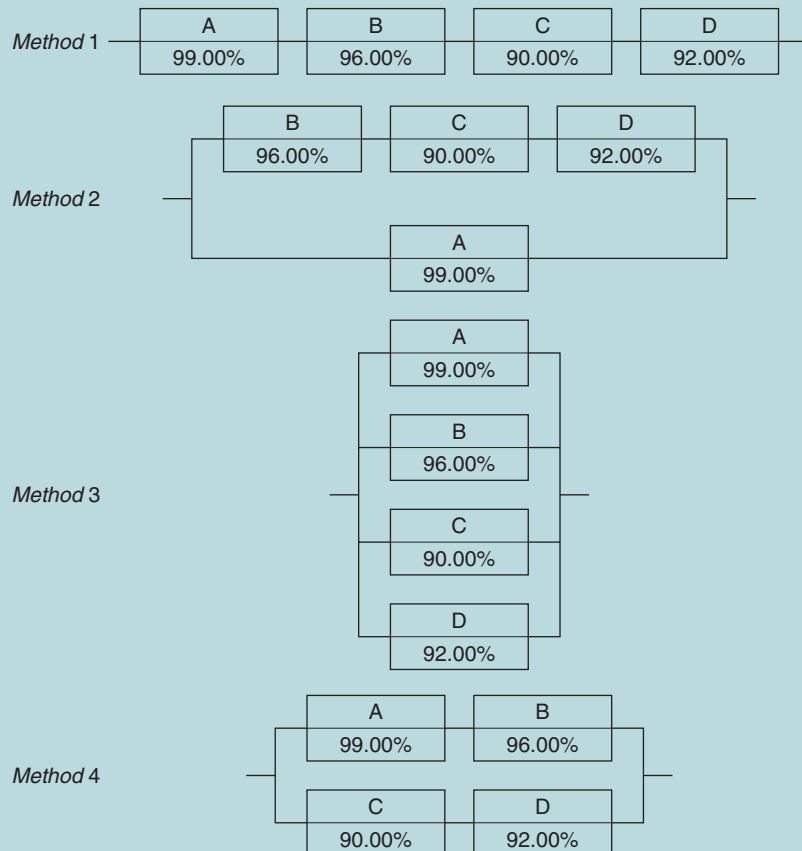 Method 1
A B C D
99.00% 96.00% 90.00% 92.00%
Method 2
B C D
96.00% 90.00% 92.00%
A
99.00%
Method 3
A
99.00%
B
96.00%
C
90.00%
D
92.00%
Method 4
A B
99.00% 96.00%
C D
90.00% 92.00%